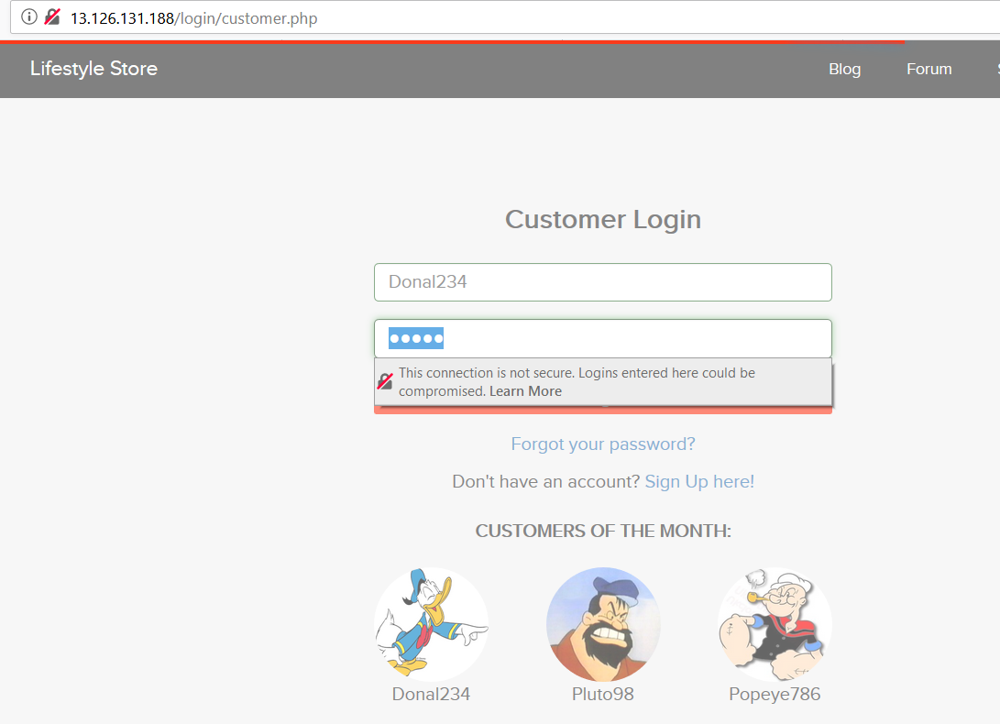 13.126.131.188/login/customer.php
Lifestyle Store
Blog
Forum
Customer Login
Donal234
•••••
This connection is not secure. Logins entered here could be
compromised. Learn More
Forgot your password?
Don't have an account? Sign Up here!
CUSTOMERS OF THE MONTH:
Donal234
Pluto98
Popeye786